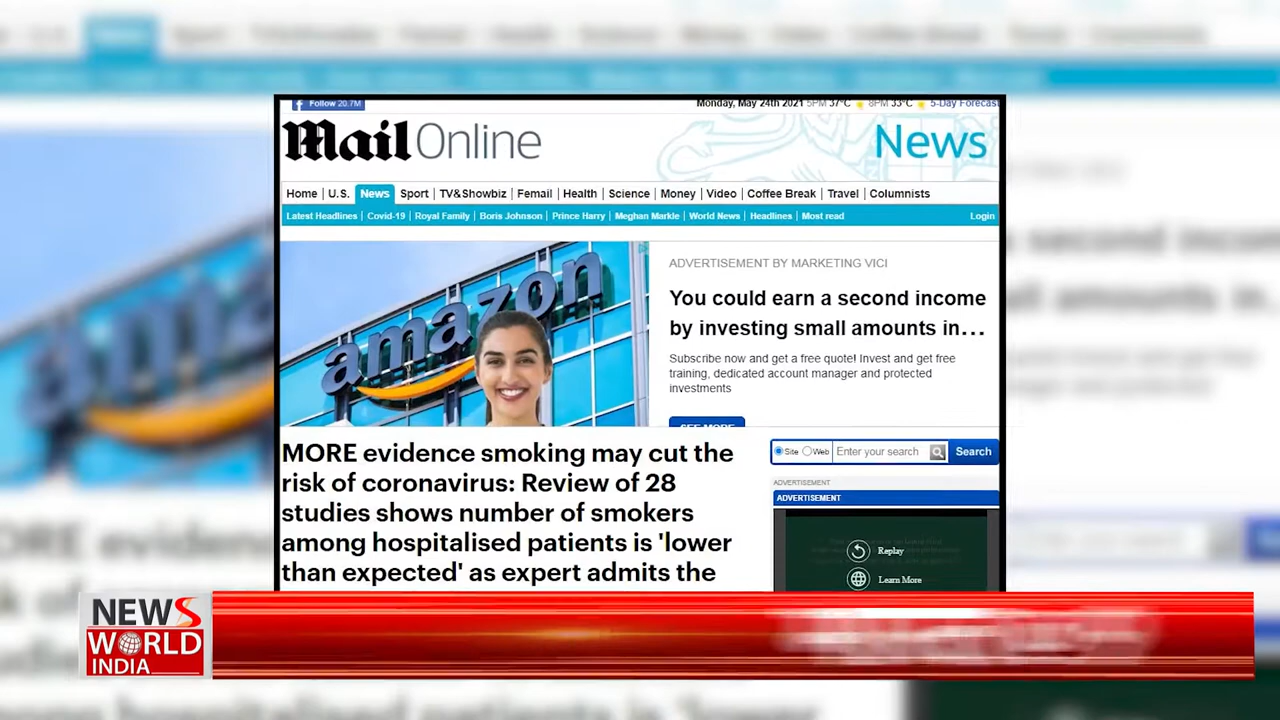 Follow 20.7M
Monday, May 24th 2021 5PM 37°C 8PM 33°C 5-Day Forecast
Mail Online
News
Home U.S. News Sport TV&Showbiz Femail Health Science Money Video Coffee Break Travel Columnists
Latest Headlines Covid-19 Royal Family Boris Johnson Prince Harry Meghan Markle World News Headlines Most read Login
amazon
ADVERTISEMENT BY MARKETING VICI
You could earn a second income
by investing small amounts in…
Subscribe now and get a free quote! Invest and get free
training, dedicated account manager and protected
investments
SEE MORE
MORE evidence smoking may cut the
risk of coronavirus: Review of 28
studies shows number of smokers
among hospitalised patients is 'lower
than expected' as expert admits the
Site Web Enter your search Search
ADVERTISEMENT
ADVERTISEMENT
Replay
Learn More
NEWS
WORLD
INDIA